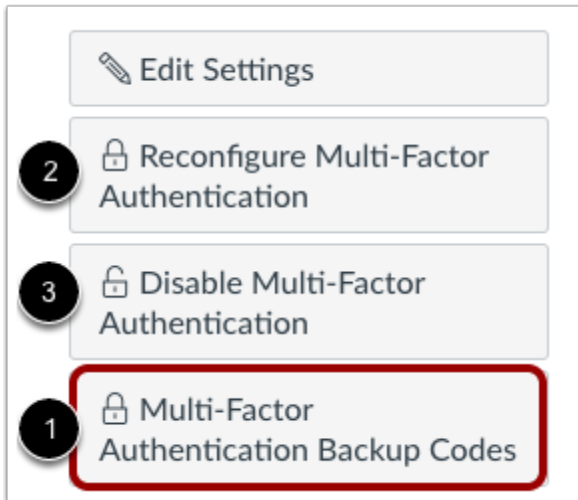 Edit Settings
2
Reconfigure Multi-Factor
Authentication
3
Disable Multi-Factor
Authentication
1
Multi-Factor
Authentication Backup Codes